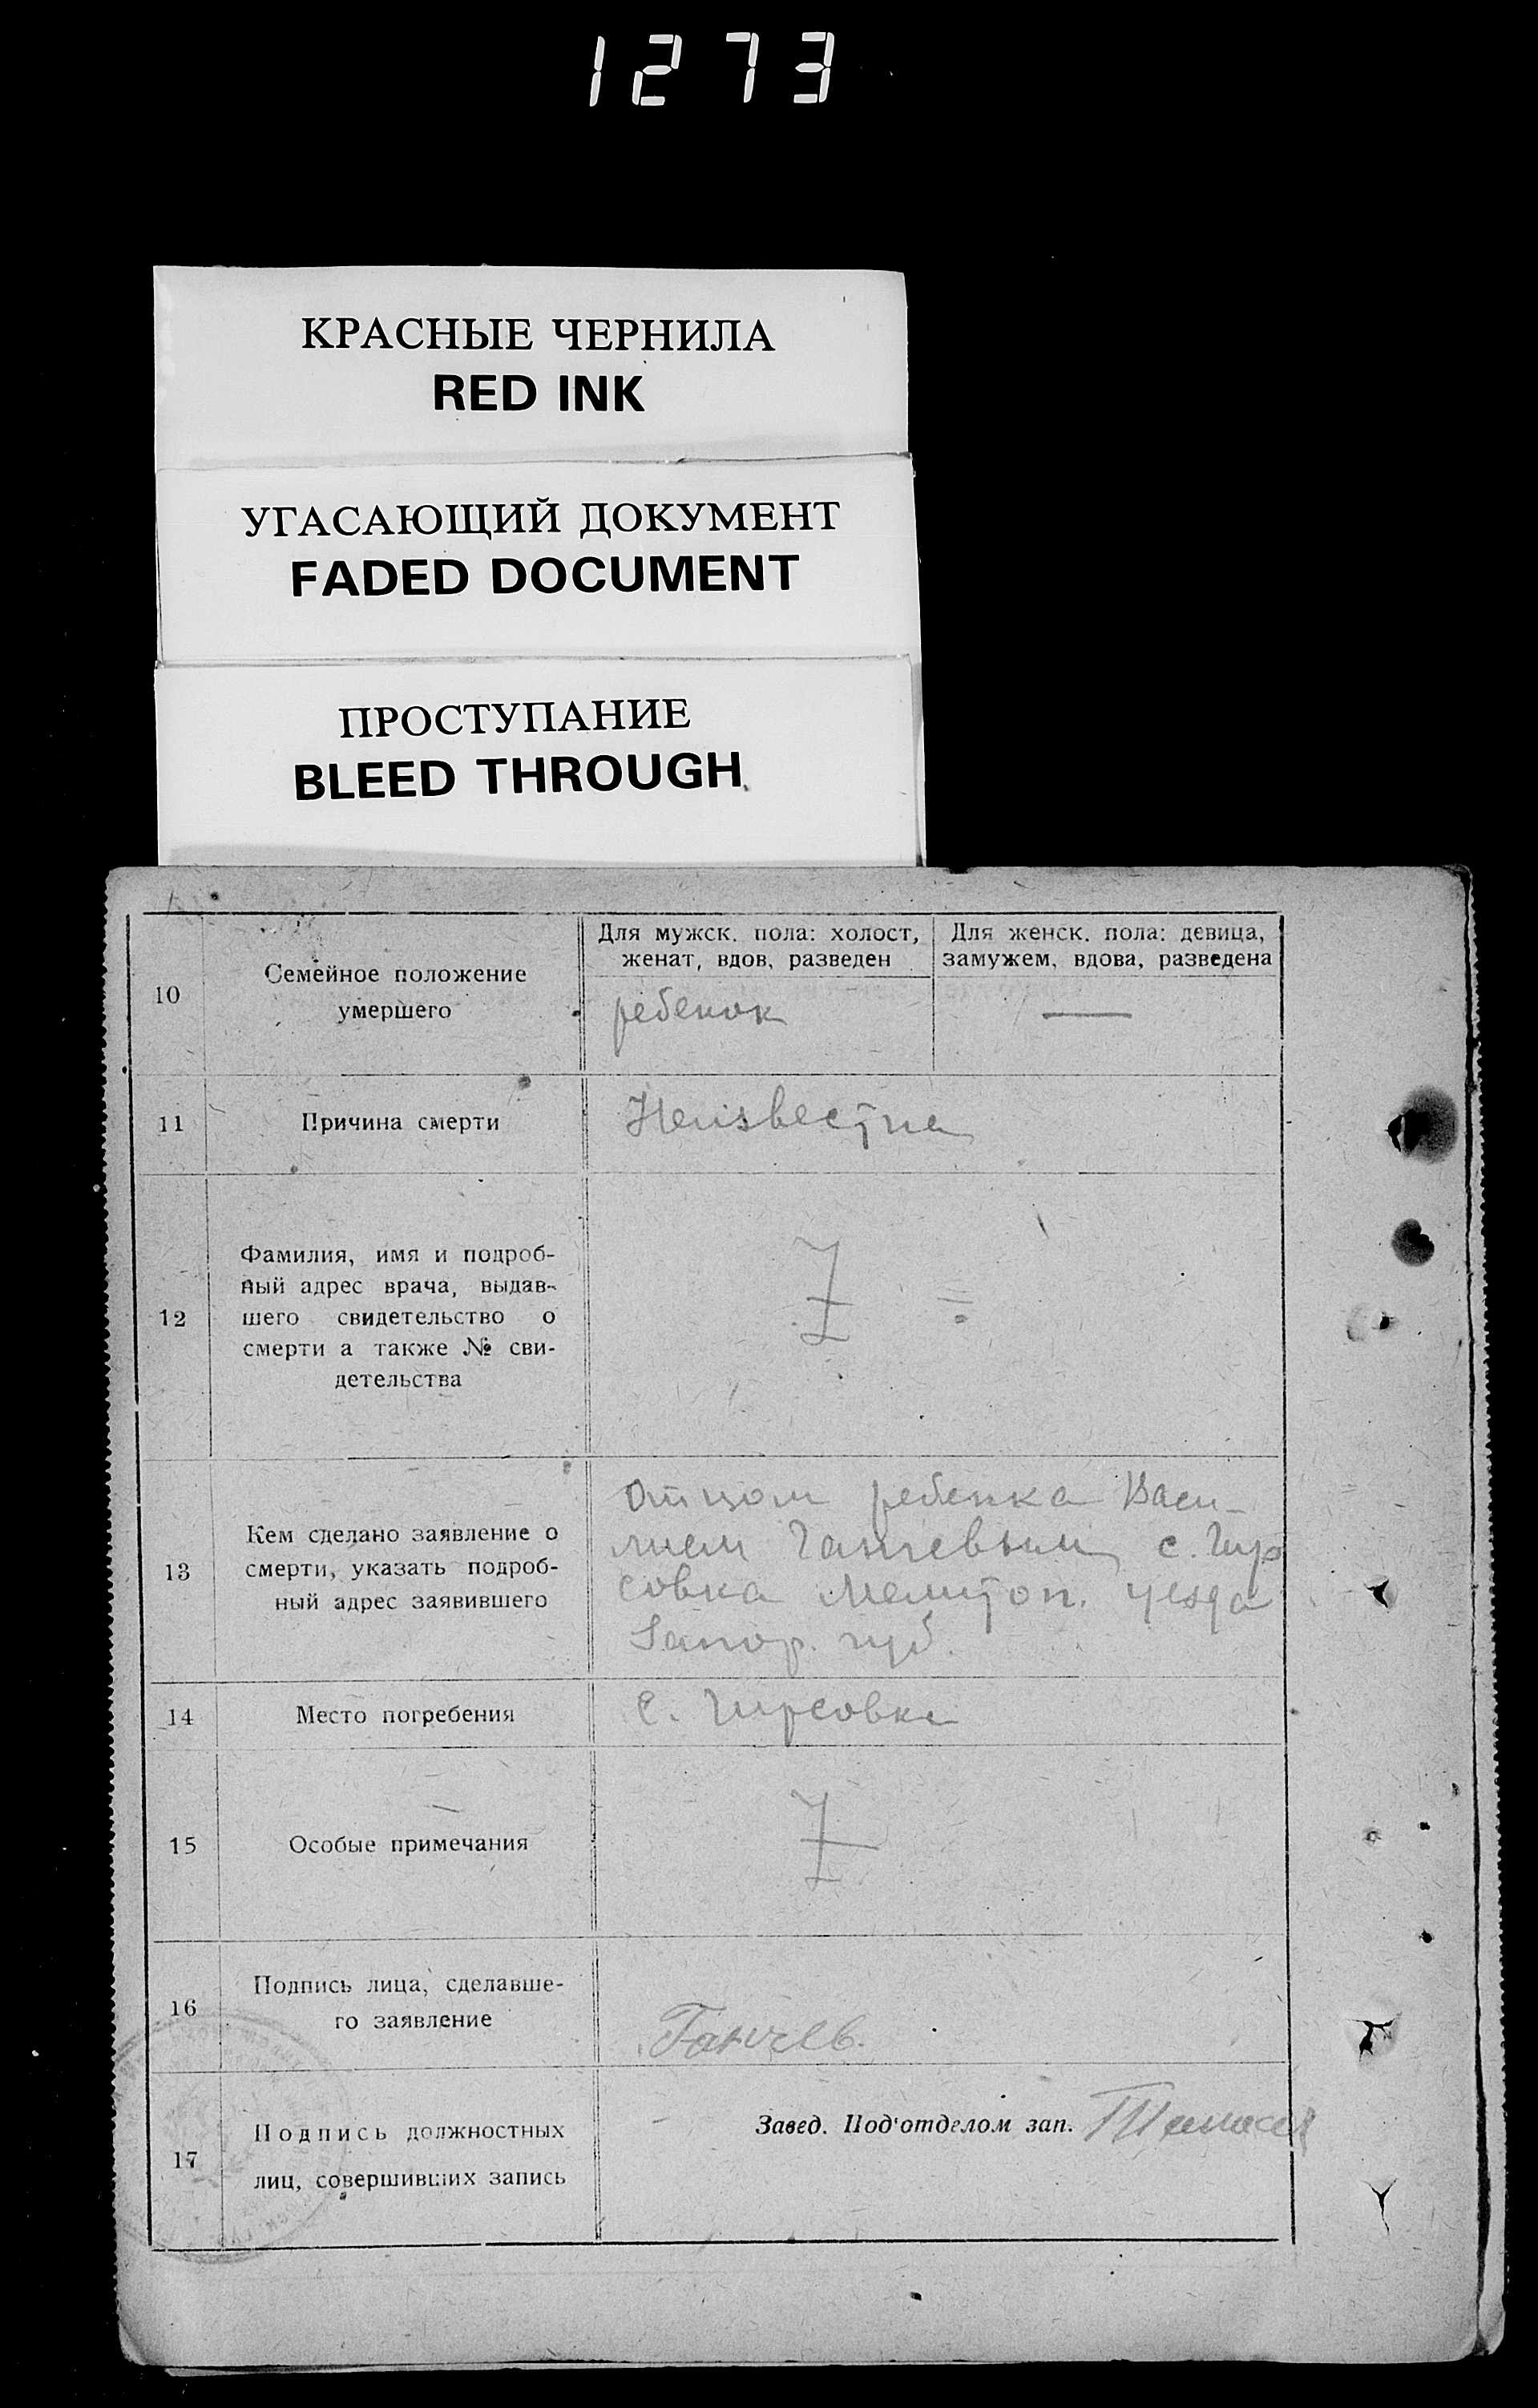 1273
КРАСНЫЕ ЧЕРНИЛА
RED INK
УГАСАЮЩИЙ ДОКУМЕНТ
FADED DOCUMENT
ПРОСТУПАНИЕ
BLEED THROUGH
10
Семейное положение
умершего
Для мужск. пола: холост,
женат, вдов, разведен
Для женск. пола: девица,
замужем, вдова, разведена
ребенок
11
Причина смерти
Неизвестна
12
Фамилия, имя и подроб-
ный адрес врача, выдав-
шего свидетельство о
смерти а также № сви-
детельства
13
Кем сделано заявление о
смерти, указать подроб-
ный адрес заявившего
Отцом ребенка Васи-
лием Ганчевым с. Гир
совка Мелитоп. уезда
Запор. губ.
14
Место погребения
С. Гирсовка
15
Особые примечания
16
Подпись лица, сделавше-
го заявление
Ганчев.
17
Подпись должностных
лиц, совершивших запись
Завед. Под'отделом зап.